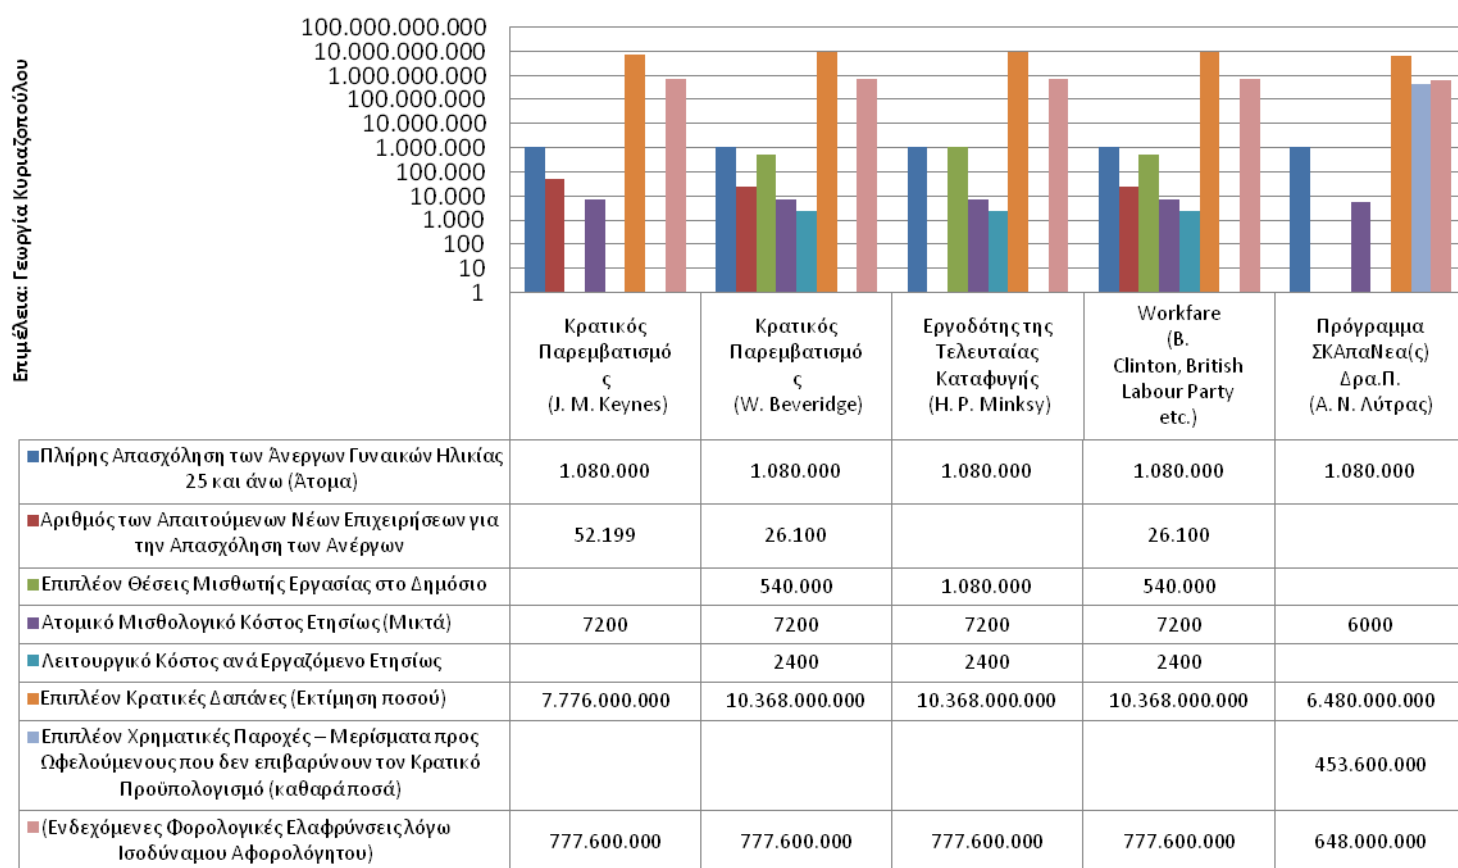 Επιμέλεια: Γεωργία Κυριαζοπούλου
100.000.000.000
10.000.000.000
1.000.000.000
100.000.000
10.000.000
1.000.000
100.000
10.000
1.000
100
10
1
Κρατικός
Παρεμβατισμό
ς
(J. M. Keynes)
Κρατικός
Παρεμβατισμό
ς
(W. Beveridge)
Εργοδότης της
Τελευταίας
Καταφυγής
(H. P. Minksy)
Workfare
(B.
Clinton, British
Labour Party
etc.)
Πρόγραμμα
ΣΚΑπαΝεα(ς)
Δρα.Π.
(Α. Ν. Λύτρας)
Πλήρης Απασχόληση των Άνεργων Γυναικών Ηλικίας
25 και άνω (Άτομα)
1.080.000 1.080.000 1.080.000 1.080.000 1.080.000
Αριθμός των Απαιτούμενων Νέων Επιχειρήσεων για
την Απασχόληση των Ανέργων
52.199 26.100 26.100
Επιπλέον Θέσεις Μισθωτής Εργασίας στο Δημόσιο
540.000 1.080.000 540.000
Ατομικό Μισθολογικό Κόστος Ετησίως (Μικτά)
7200 7200 7200 7200 6000
Λειτουργικό Κόστος ανά Εργαζόμενο Ετησίως
2400 2400 2400
Επιπλέον Κρατικές Δαπάνες (Εκτίμηση ποσού)
7.776.000.000 10.368.000.000 10.368.000.000 10.368.000.000 6.480.000.000
Επιπλέον Χρηματικές Παροχές – Μερίσματα προς
Ωφελούμενους που δεν επιβαρύνουν τον Κρατικό
Προϋπολογισμό (καθαρά ποσά)
453.600.000
(Ενδεχόμενες Φορολογικές Ελαφρύνσεις λόγω
Ισοδύναμου Αφορολόγητου)
777.600.000 777.600.000 777.600.000 777.600.000 648.000.000